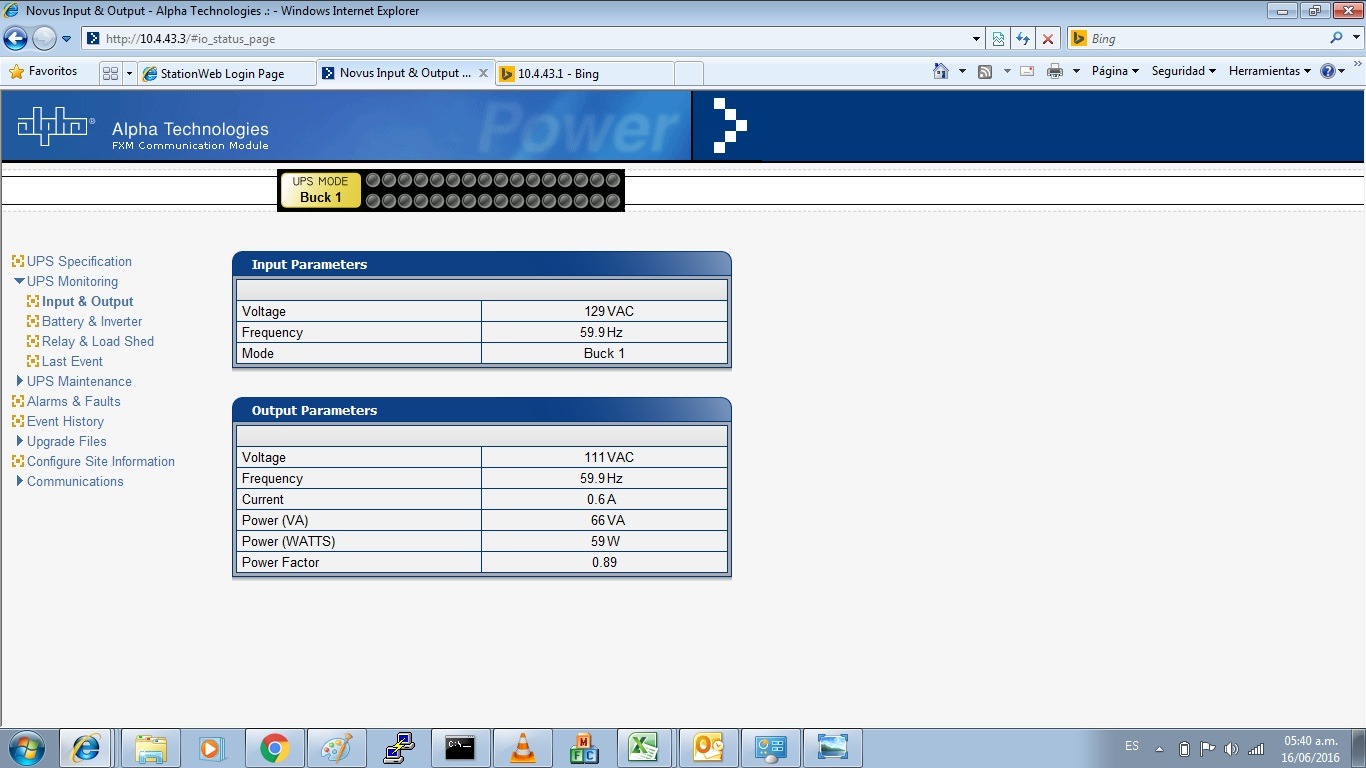 Novus Input & Output - Alpha Technologies .: - Windows Internet Explorer
http://10.4.43.3/#io_status_page
Bing
Favoritos
StationWeb Login Page
Novus Input & Output ...
10.4.43.1 - Bing
Página
Seguridad
Herramientas
alpha®
Alpha Technologies
FXM Communication Module
Power
UPS MODE
Buck 1
UPS Specification
UPS Monitoring
Input & Output
Battery & Inverter
Relay & Load Shed
Last Event
UPS Maintenance
Alarms & Faults
Event History
Upgrade Files
Configure Site Information
Communications
Input Parameters
Voltage 129 VAC
Frequency 59.9 Hz
Mode Buck 1
Output Parameters
Voltage 111 VAC
Frequency 59.9 Hz
Current 0.6 A
Power (VA) 66 VA
Power (WATTS) 59 W
Power Factor 0.89
ES
05:40 a.m.
16/06/2016